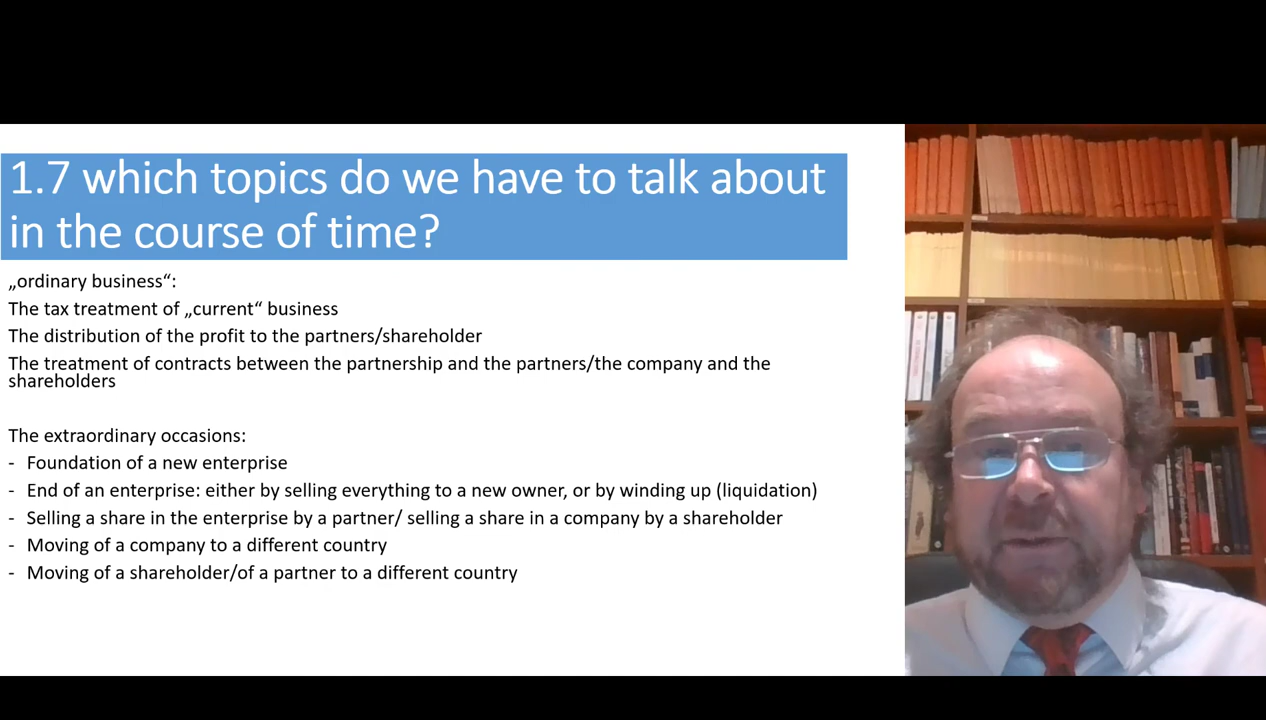 1.7 which topics do we have to talk about
in the course of time?
„ordinary business“:
The tax treatment of „current“ business
The distribution of the profit to the partners/shareholder
The treatment of contracts between the partnership and the partners/the company and the
shareholders
The extraordinary occasions:
- Foundation of a new enterprise
- End of an enterprise: either by selling everything to a new owner, or by winding up (liquidation)
- Selling a share in the enterprise by a partner/ selling a share in a company by a shareholder
- Moving of a company to a different country
- Moving of a shareholder/of a partner to a different country